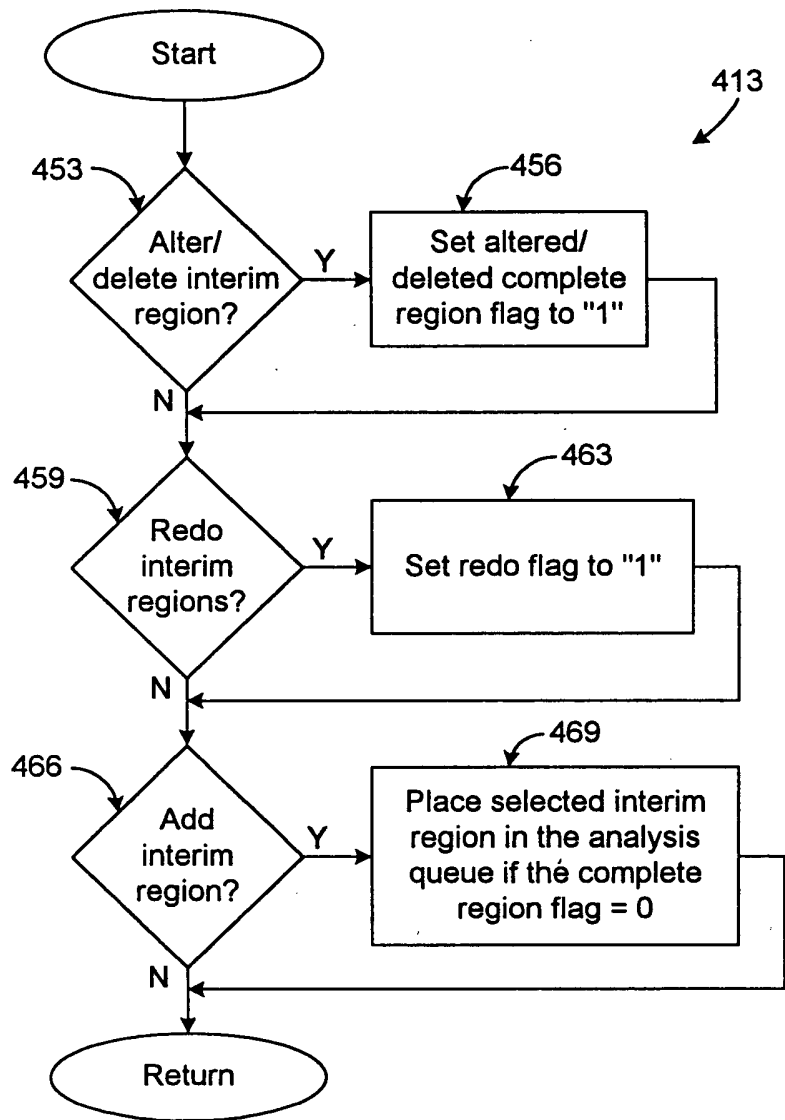 Start
413
453
456
Alter/
delete interim
region?
Y
Set altered/
deleted complete
region flag to "1"
N
459
463
Redo
interim
regions?
Y
Set redo flag to "1"
N
466
469
Add
interim
region?
Y
Place selected interim
region in the analysis
queue if the complete
region flag = 0
N
Return